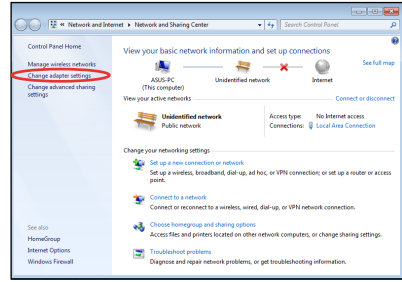 « Network and Internet ▸ Network and Sharing Center
Search Control Panel
Control Panel Home
Manage wireless networks
Change adapter settings
Change advanced sharing
settings
See also
HomeGroup
Internet Options
Windows Firewall
View your basic network information and set up connections
See full map
ASUS-PC
(This computer)
Unidentified network
Internet
View your active networks
Connect or disconnect
Unidentified network
Public network
Access type: No Internet access
Connections: Local Area Connection
Change your networking settings
Set up a new connection or network
Set up a wireless, broadband, dial-up, ad hoc, or VPN connection; or set up a router or access
point.
Connect to a network
Connect or reconnect to a wireless, wired, dial-up, or VPN network connection.
Choose homegroup and sharing options
Access files and printers located on other network computers, or change sharing settings.
Troubleshoot problems
Diagnose and repair network problems, or get troubleshooting information.